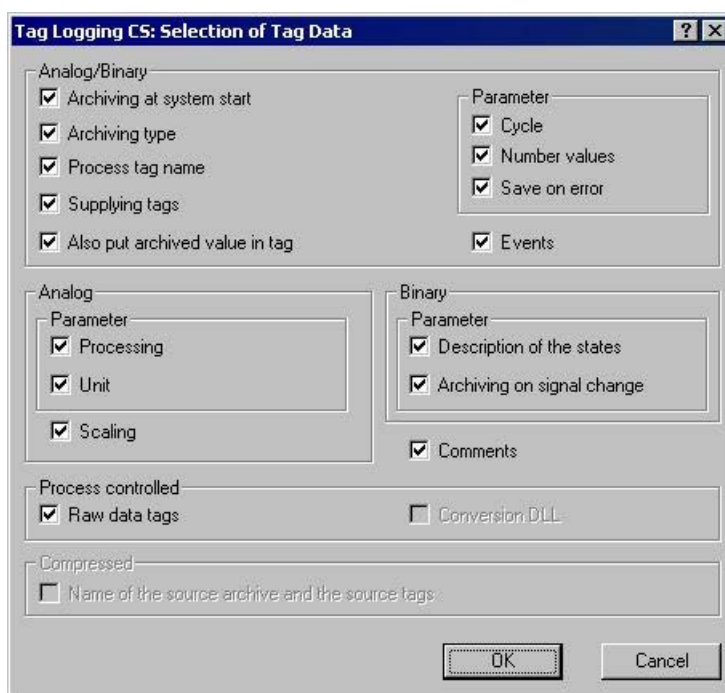 Tag Logging CS: Selection of Tag Data
Analog/Binary
Archiving at system start
Archiving type
Process tag name
Supplying tags
Also put archived value in tag
Parameter
Cycle
Number values
Save on error
Events
Analog
Parameter
Processing
Unit
Scaling
Binary
Parameter
Description of the states
Archiving on signal change
Comments
Process controlled
Raw data tags
Conversion DLL
Compressed
Name of the source archive and the source tags
OK
Cancel